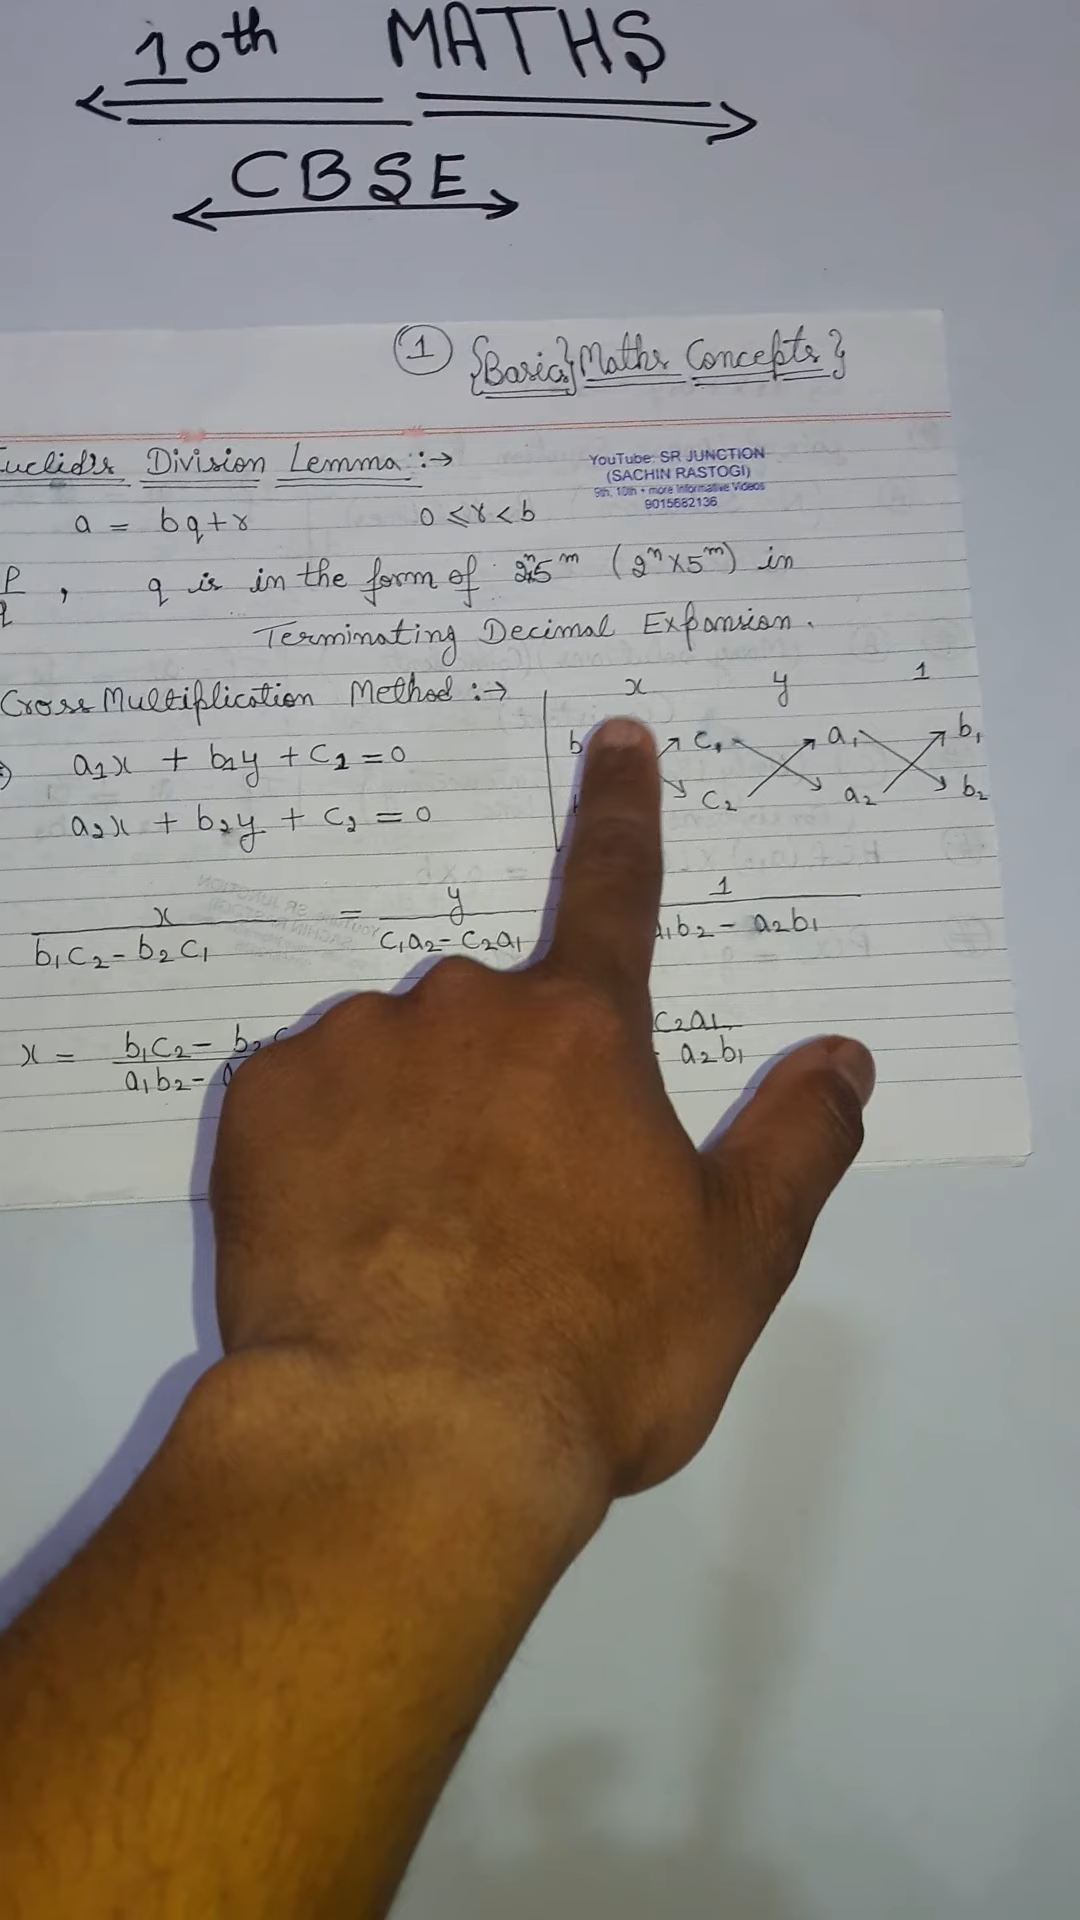 10th MATHS
CBSE
① {Basics} Maths Concepts}
Euclid's Division Lemma :→
YouTube: SR JUNCTION
(SACHIN RASTOGI)
9th, 10th + more Informative Videos
9015682136
a = bq+r 0≤r<b
p/q , q is in the form of 2ⁿ5ᵐ (2ⁿ×5ᵐ) in
Terminating Decimal Expansion.
Cross Multiplication Method :→
x y 1
b c₁ a₁ b₁
c₂ a₂ b₂
a₁x + b₁y + c₁ = 0
a₂x + b₂y + c₂ = 0
x/(b₁c₂ - b₂c₁) = y/(c₁a₂ - c₂a₁) 1/(a₁b₂ - a₂b₁)
x = b₁c₂ - b₂ c₂a₁
a₁b₂ - a₂b₁